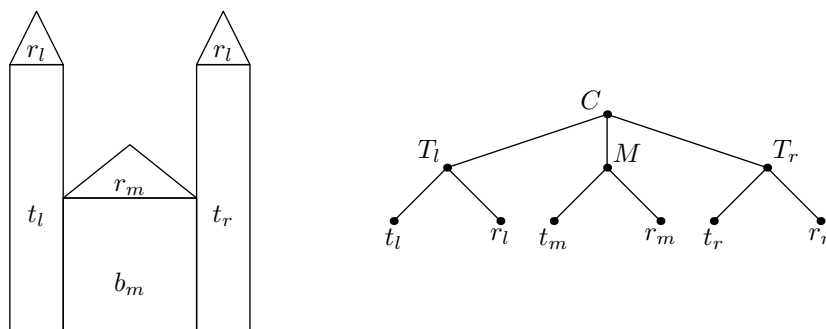 r_l r_l
r_m
t_l t_r
b_m
C
T_l M T_r
t_l r_l t_m r_m t_r r_r